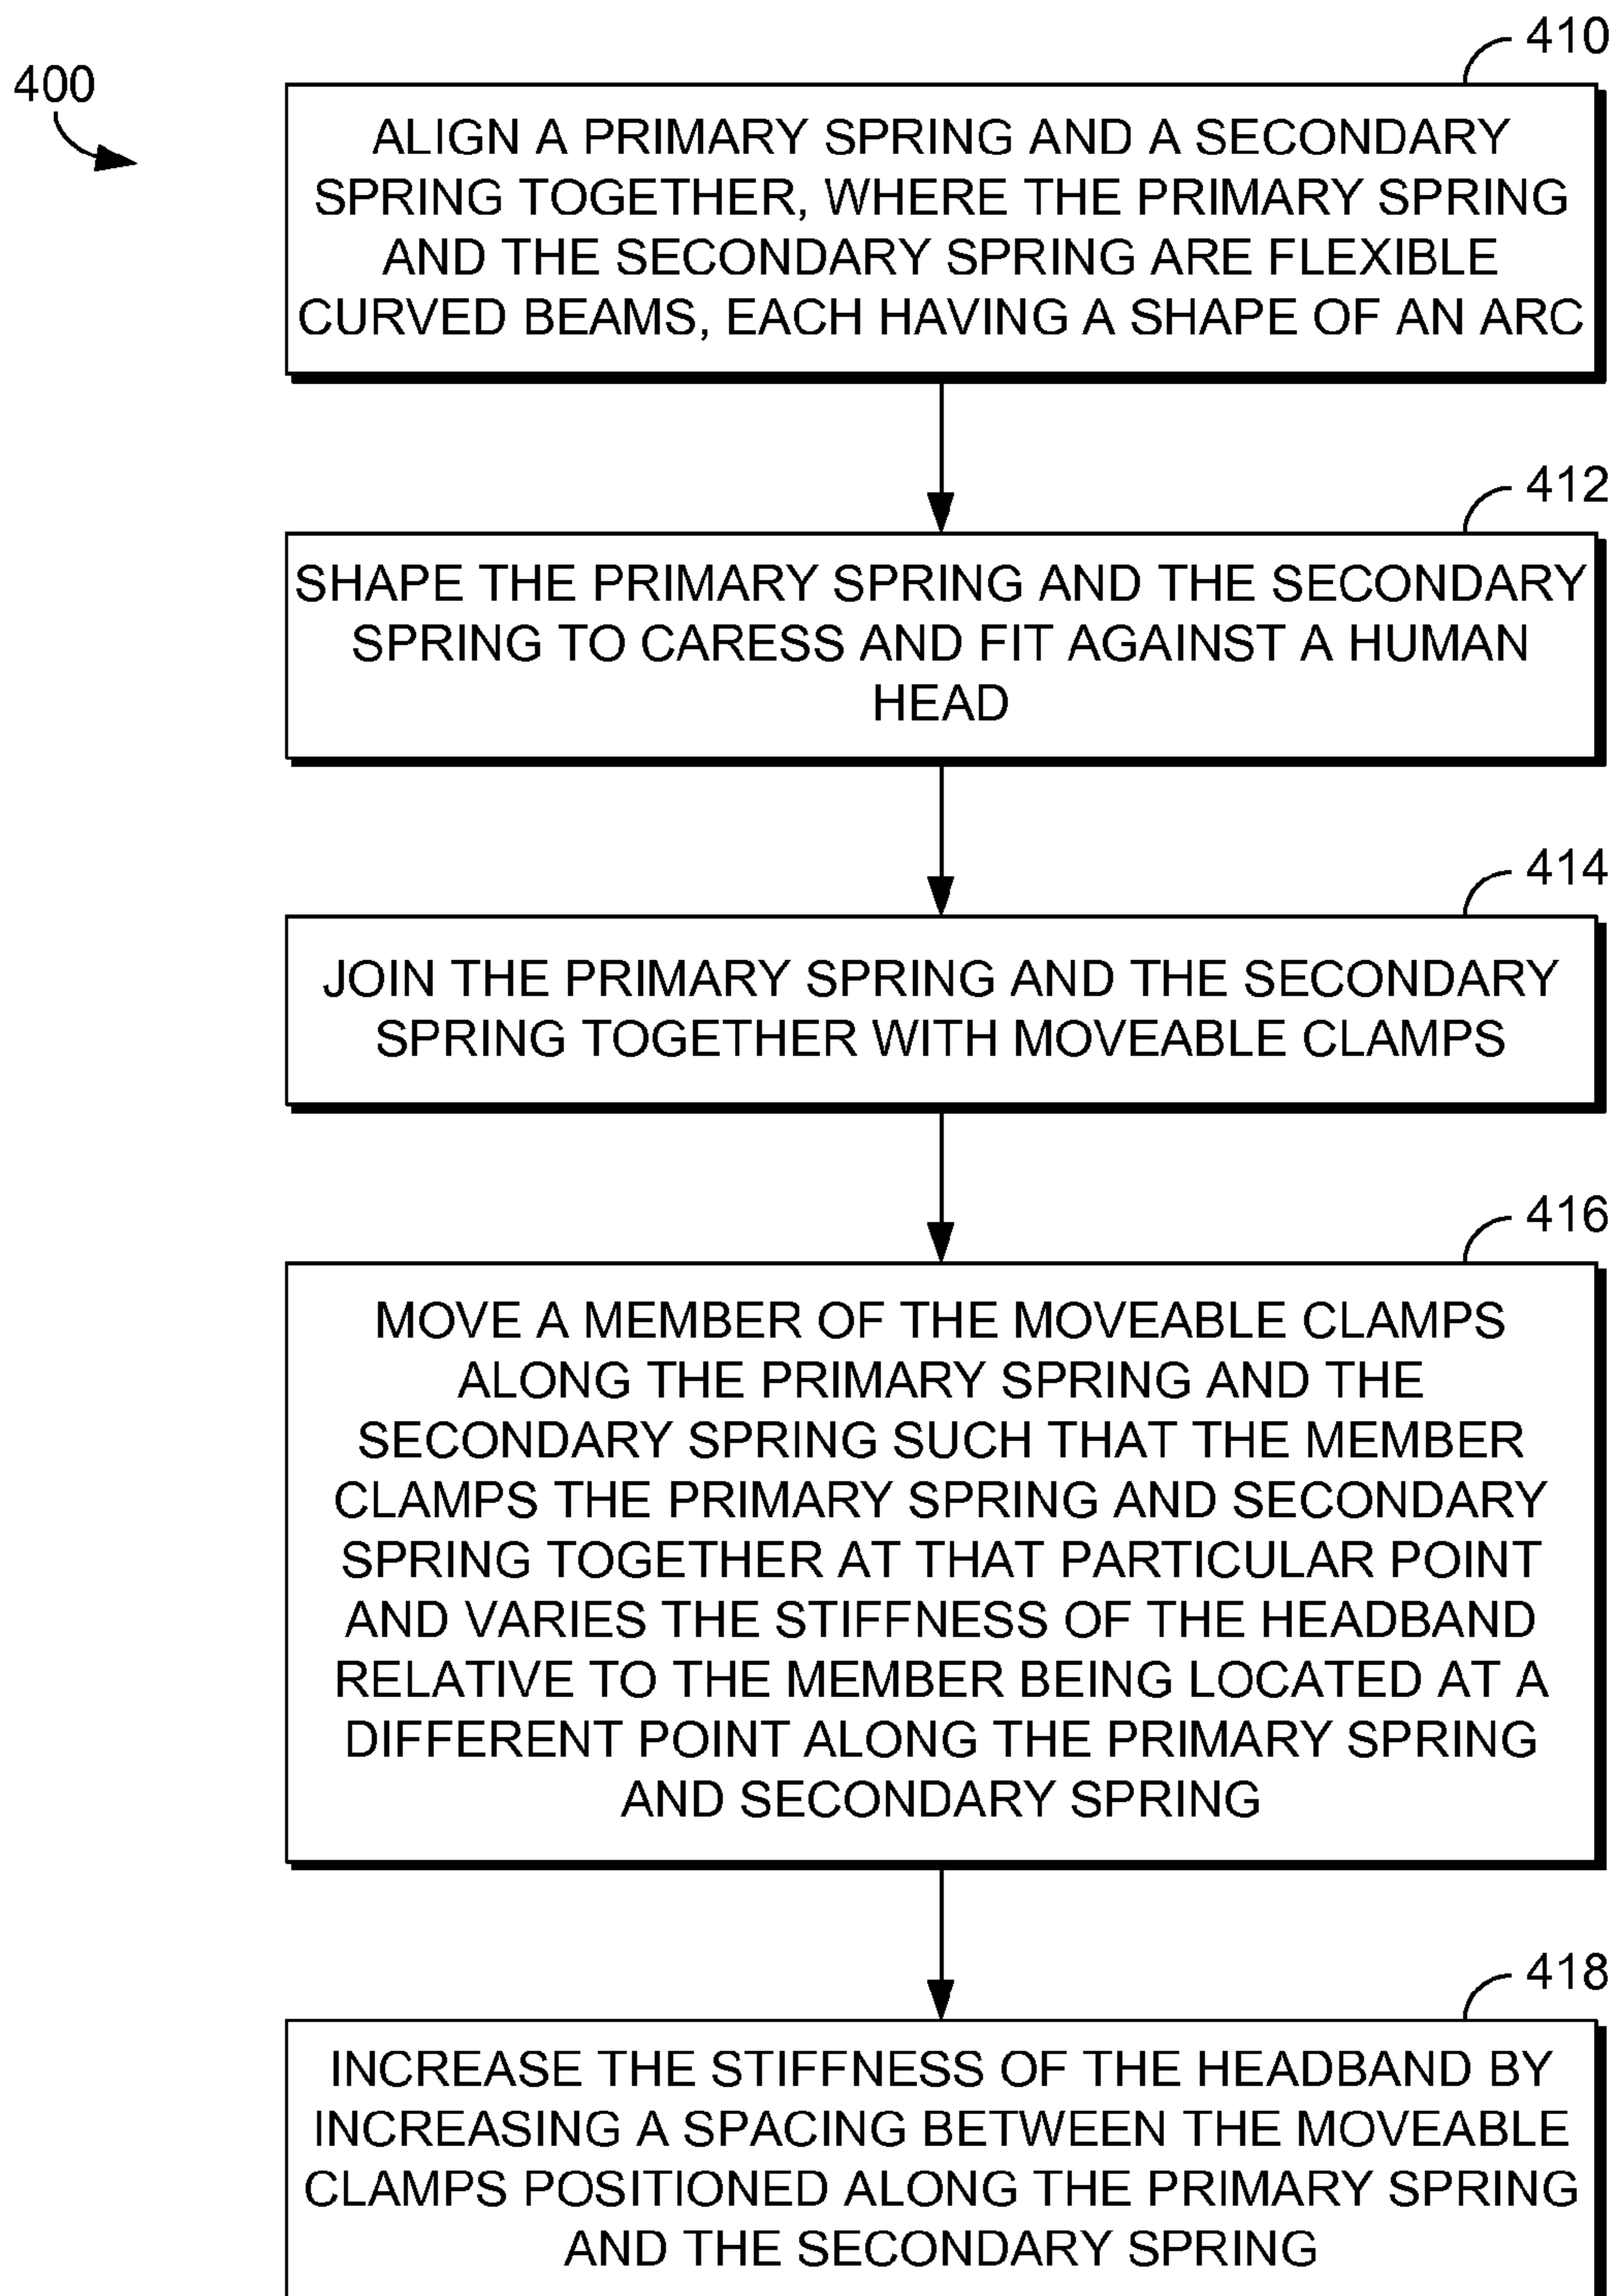 400
410
ALIGN A PRIMARY SPRING AND A SECONDARY
SPRING TOGETHER, WHERE THE PRIMARY SPRING
AND THE SECONDARY SPRING ARE FLEXIBLE
CURVED BEAMS, EACH HAVING A SHAPE OF AN ARC
412
SHAPE THE PRIMARY SPRING AND THE SECONDARY
SPRING TO CARESS AND FIT AGAINST A HUMAN
HEAD
414
JOIN THE PRIMARY SPRING AND THE SECONDARY
SPRING TOGETHER WITH MOVEABLE CLAMPS
416
MOVE A MEMBER OF THE MOVEABLE CLAMPS
ALONG THE PRIMARY SPRING AND THE
SECONDARY SPRING SUCH THAT THE MEMBER
CLAMPS THE PRIMARY SPRING AND SECONDARY
SPRING TOGETHER AT THAT PARTICULAR POINT
AND VARIES THE STIFFNESS OF THE HEADBAND
RELATIVE TO THE MEMBER BEING LOCATED AT A
DIFFERENT POINT ALONG THE PRIMARY SPRING
AND SECONDARY SPRING
418
INCREASE THE STIFFNESS OF THE HEADBAND BY
INCREASING A SPACING BETWEEN THE MOVEABLE
CLAMPS POSITIONED ALONG THE PRIMARY SPRING
AND THE SECONDARY SPRING